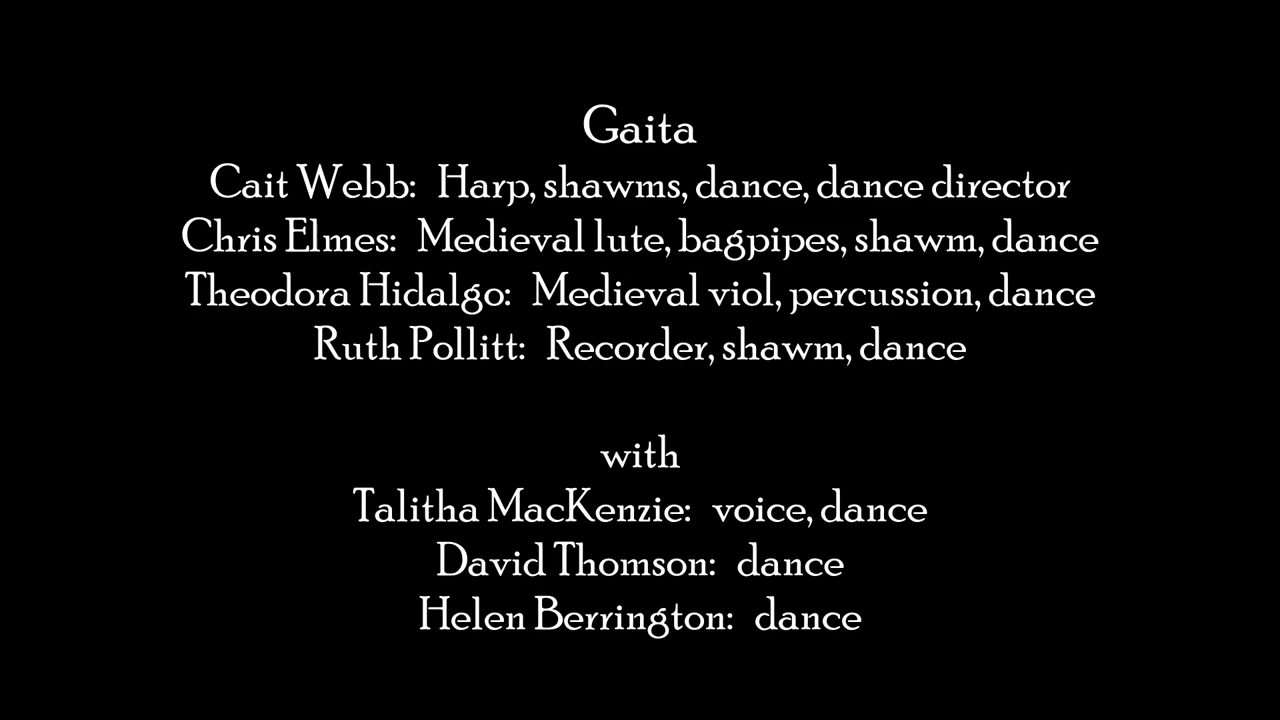 Gaita
Cait Webb: Harp, shawms, dance, dance director
Chris Elmes: Medieval lute, bagpipes, shawm, dance
Theodora Hidalgo: Medieval viol, percussion, dance
Ruth Pollitt: Recorder, shawm, dance
with
Talitha MacKenzie: voice, dance
David Thomson: dance
Helen Berrington: dance